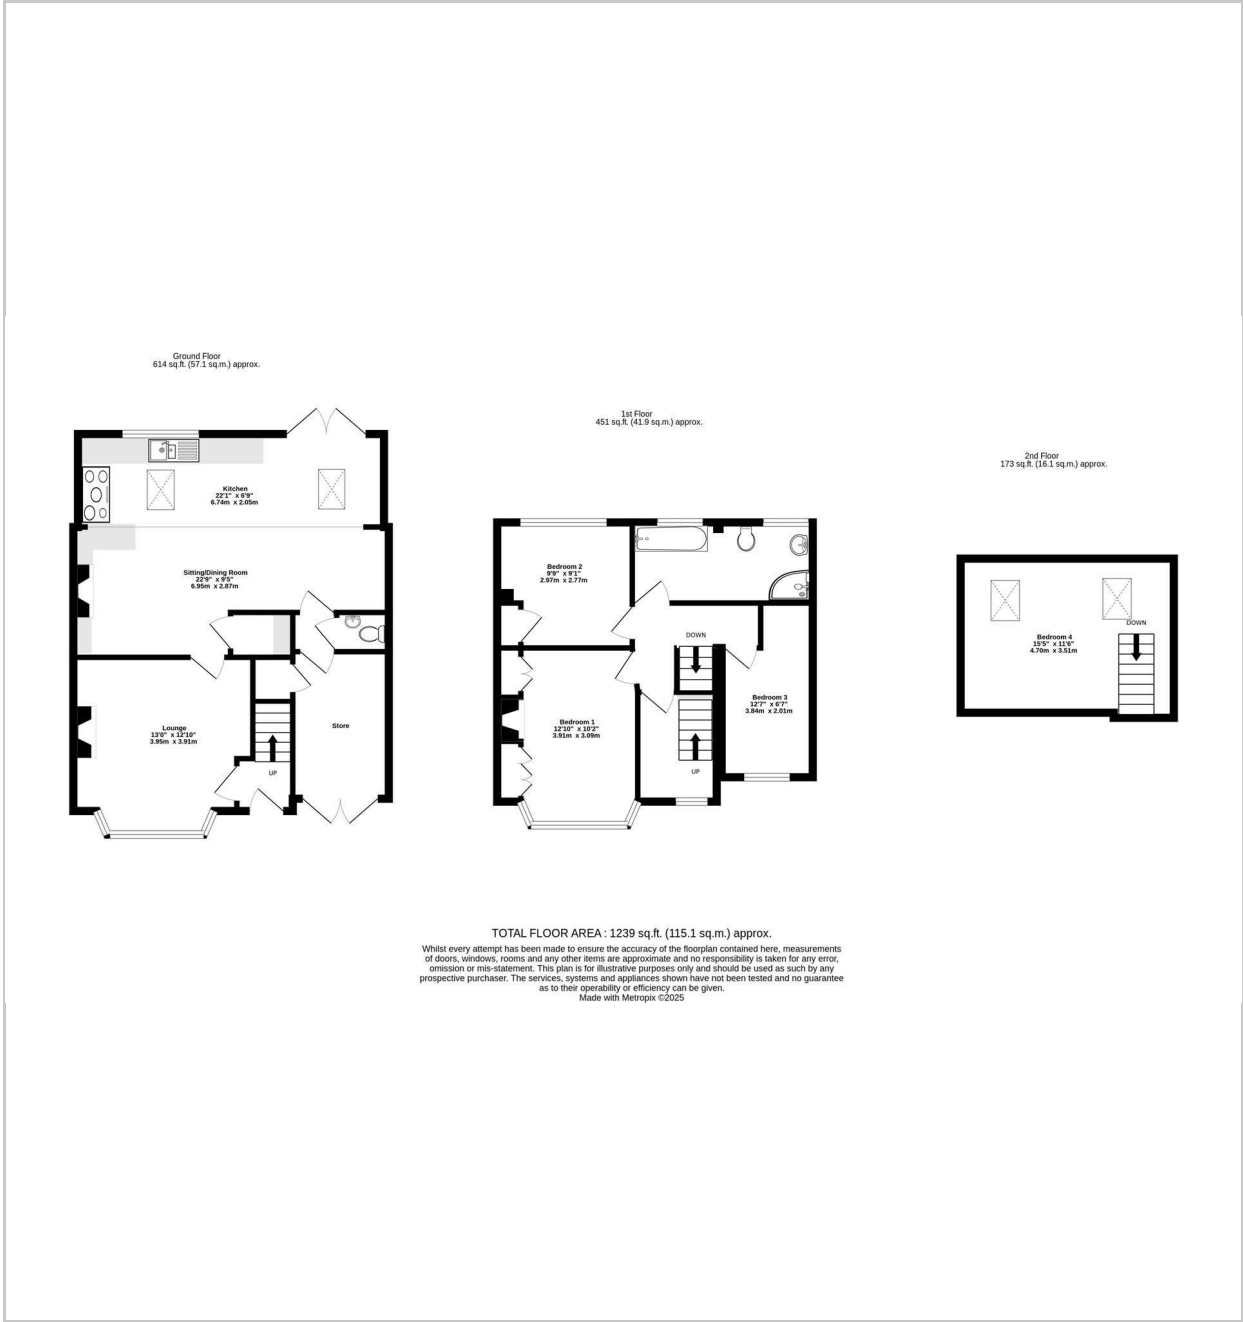 Ground Floor
614 sq.ft. (57.1 sq.m.) approx.
Kitchen
22'1" x 6'9"
6.74m x 2.05m
Sitting/Dining Room
22'9" x 9'5"
6.95m x 2.87m
Lounge
13'0" x 12'10"
3.95m x 3.91m
Store
UP
1st Floor
451 sq.ft. (41.9 sq.m.) approx.
Bedroom 2
9'9" x 9'1"
2.97m x 2.77m
DOWN
Bedroom 3
12'7" x 6'7"
3.84m x 2.01m
Bedroom 1
12'10" x 10'2"
3.91m x 3.09m
UP
2nd Floor
173 sq.ft. (16.1 sq.m.) approx.
DOWN
Bedroom 4
15'5" x 11'6"
4.70m x 3.51m
TOTAL FLOOR AREA : 1239 sq.ft. (115.1 sq.m.) approx.
Whilst every attempt has been made to ensure the accuracy of the floorplan contained here, measurements
of doors, windows, rooms and any other items are approximate and no responsibility is taken for any error,
omission or mis-statement. This plan is for illustrative purposes only and should be used as such by any
prospective purchaser. The services, systems and appliances shown have not been tested and no guarantee
as to their operability or efficiency can be given.
Made with Metropix ©2025